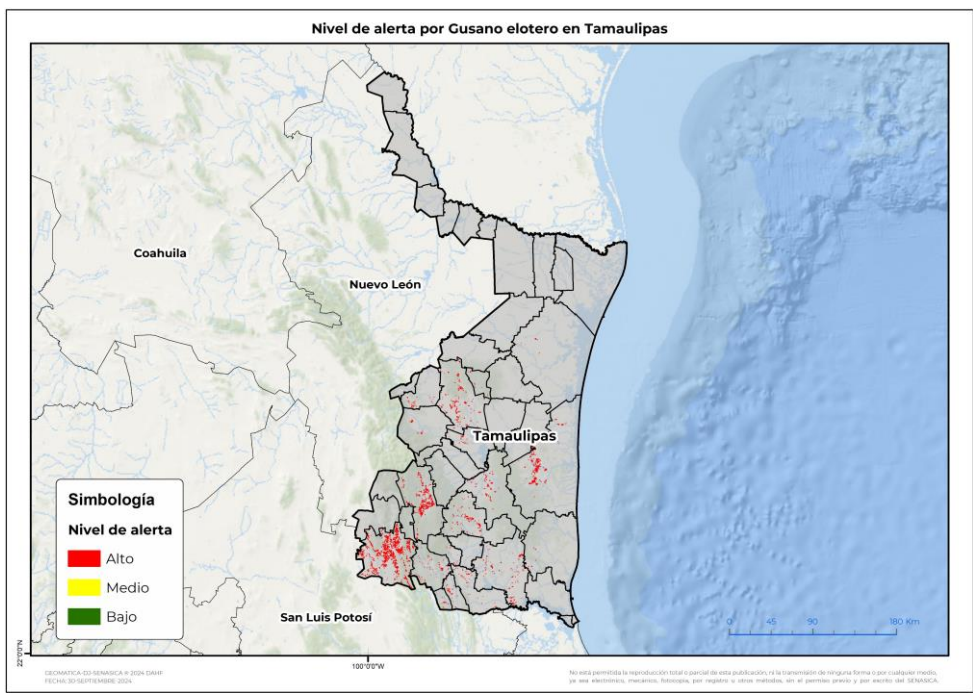 Nivel de alerta por Gusano elotero en Tamaulipas
Coahuila
Nuevo León
Tamaulipas
San Luis Potosí
Simbología
Nivel de alerta
Alto
Medio
Bajo
0 45 90 180 Km
22°0'0"N
100°0'0"W
GEOMATICA-DJ-SENASICA © 2024 DAHF
FECHA: 30-SEPTIEMBRE 2024
No está permitida la reproducción total o parcial de esta publicación, ni la transmisión de ninguna forma o por cualquier medio,
ya sea electrónico, mecánico, fotocopia, por registro u otros métodos, sin el permiso previo y por escrito del SENASICA.